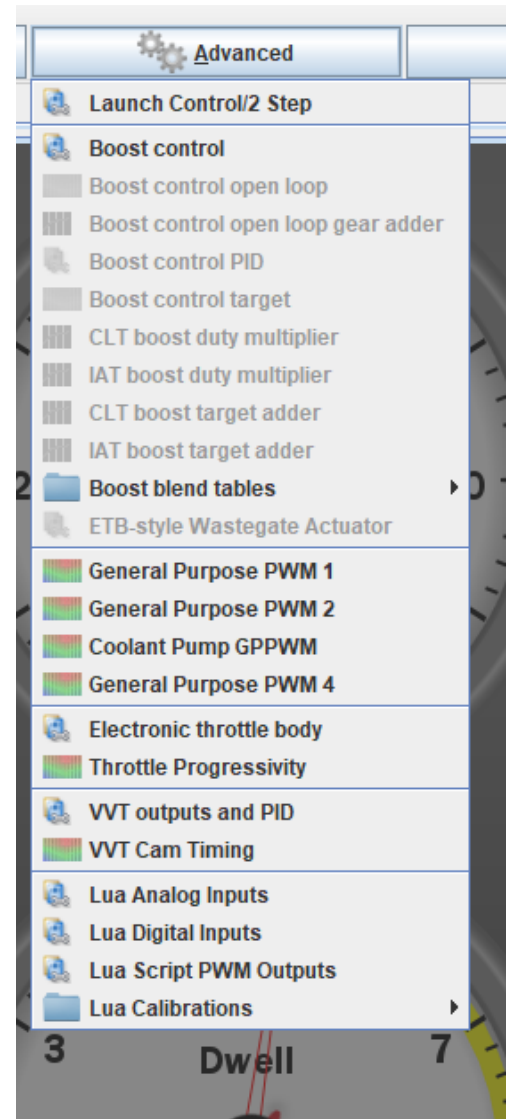 Advanced
Launch Control/2 Step
Boost control
Boost control open loop
Boost control open loop gear adder
Boost control PID
Boost control target
CLT boost duty multiplier
IAT boost duty multiplier
CLT boost target adder
IAT boost target adder
Boost blend tables
ETB-style Wastegate Actuator
General Purpose PWM 1
General Purpose PWM 2
Coolant Pump GPPWM
General Purpose PWM 4
Electronic throttle body
Throttle Progressivity
VVT outputs and PID
VVT Cam Timing
Lua Analog Inputs
Lua Digital Inputs
Lua Script PWM Outputs
Lua Calibrations
3 Dwell 7